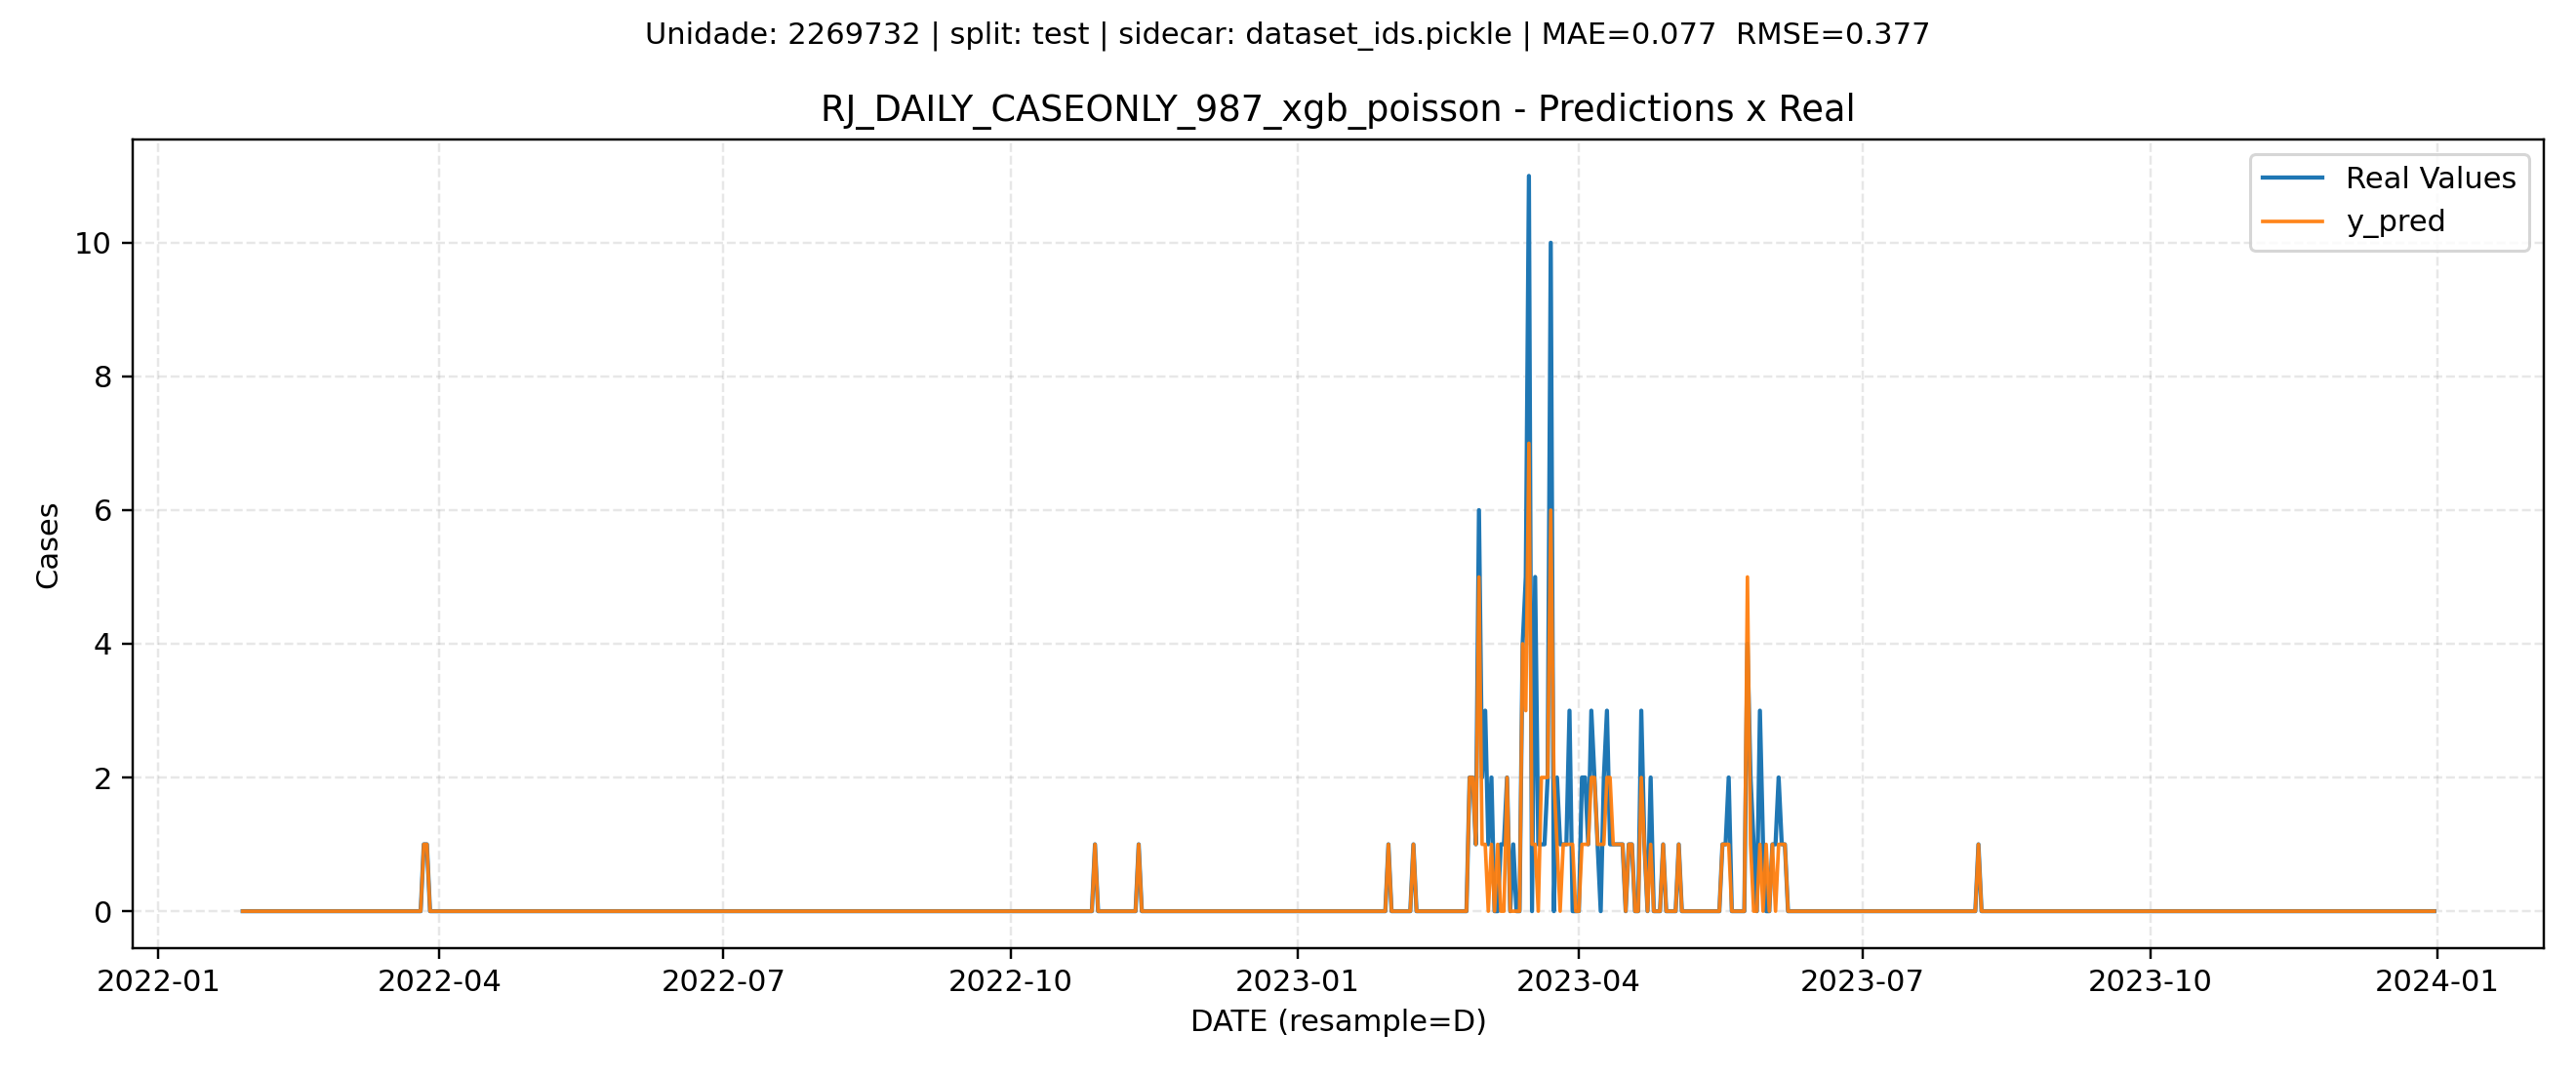 Unidade: 2269732 | split: test | sidecar: dataset_ids.pickle | MAE=0.077  RMSE=0.377
RJ_DAILY_CASEONLY_987_xgb_poisson - Predictions x Real
Real Values
y_pred
10
8
6
4
2
0
Cases
2022-01
2022-04
2022-07
2022-10
2023-01
2023-04
2023-07
2023-10
2024-01
DATE (resample=D)